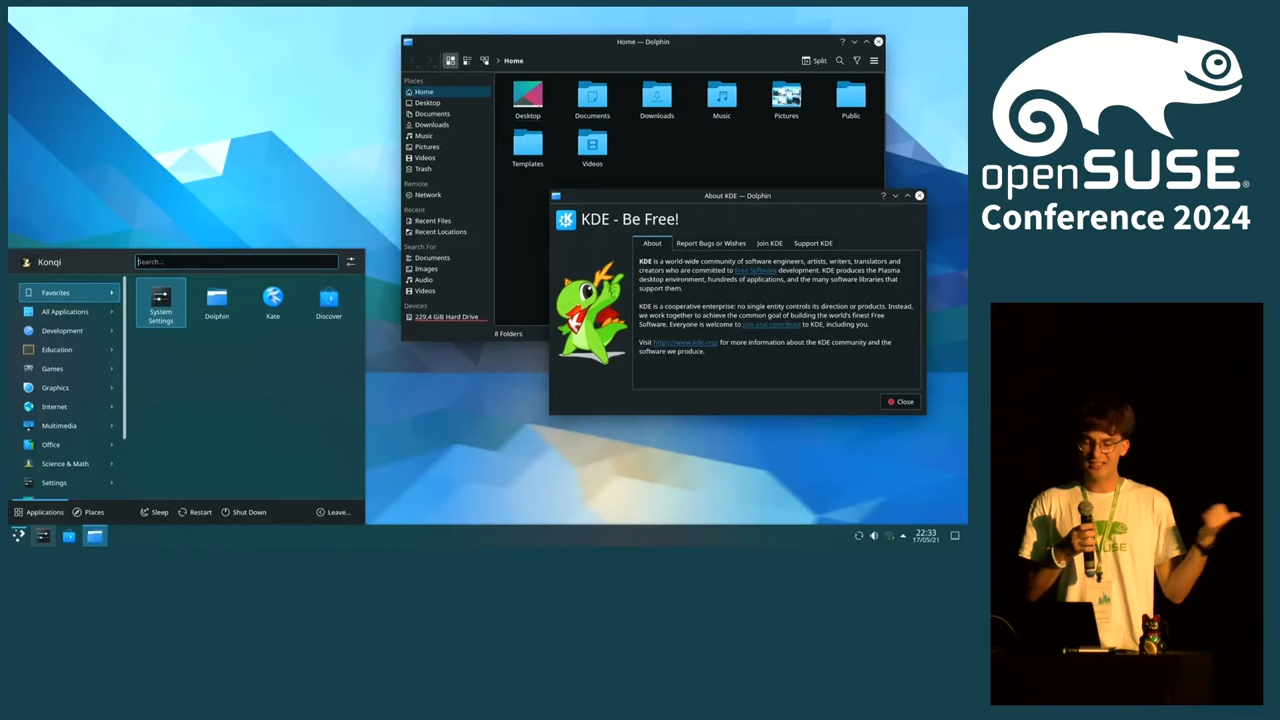 Home — Dolphin
Home
Split
Places
Home
Desktop
Documents
Downloads
Music
Pictures
Videos
Trash
Remote
Network
Recent
Recent Files
Recent Locations
Search For
Documents
Images
Audio
Videos
Devices
229,4 GiB Hard Drive
Desktop
Documents
Downloads
Music
Pictures
Public
Templates
Videos
8 Folders
About KDE — Dolphin
KDE - Be Free!
About
Report Bugs or Wishes
Join KDE
Support KDE
KDE is a world-wide community of software engineers, artists, writers, translators and
creators who are committed to Free Software development. KDE produces the Plasma
desktop environment, hundreds of applications, and the many software libraries that
support them.
KDE is a cooperative enterprise: no single entity controls its direction or products. Instead,
we work together to achieve the common goal of building the world's finest Free
Software. Everyone is welcome to join and contribute to KDE, including you.
Visit https://www.kde.org/ for more information about the KDE community and the
software we produce.
Close
Konqi
Search...
Favorites
All Applications
Development
Education
Games
Graphics
Internet
Multimedia
Office
Science & Math
Settings
System
Settings
Dolphin
Kate
Discover
Applications
Places
Sleep
Restart
Shut Down
Leave...
22:33
17/05/21
openSUSE®
Conference 2024
SUSE